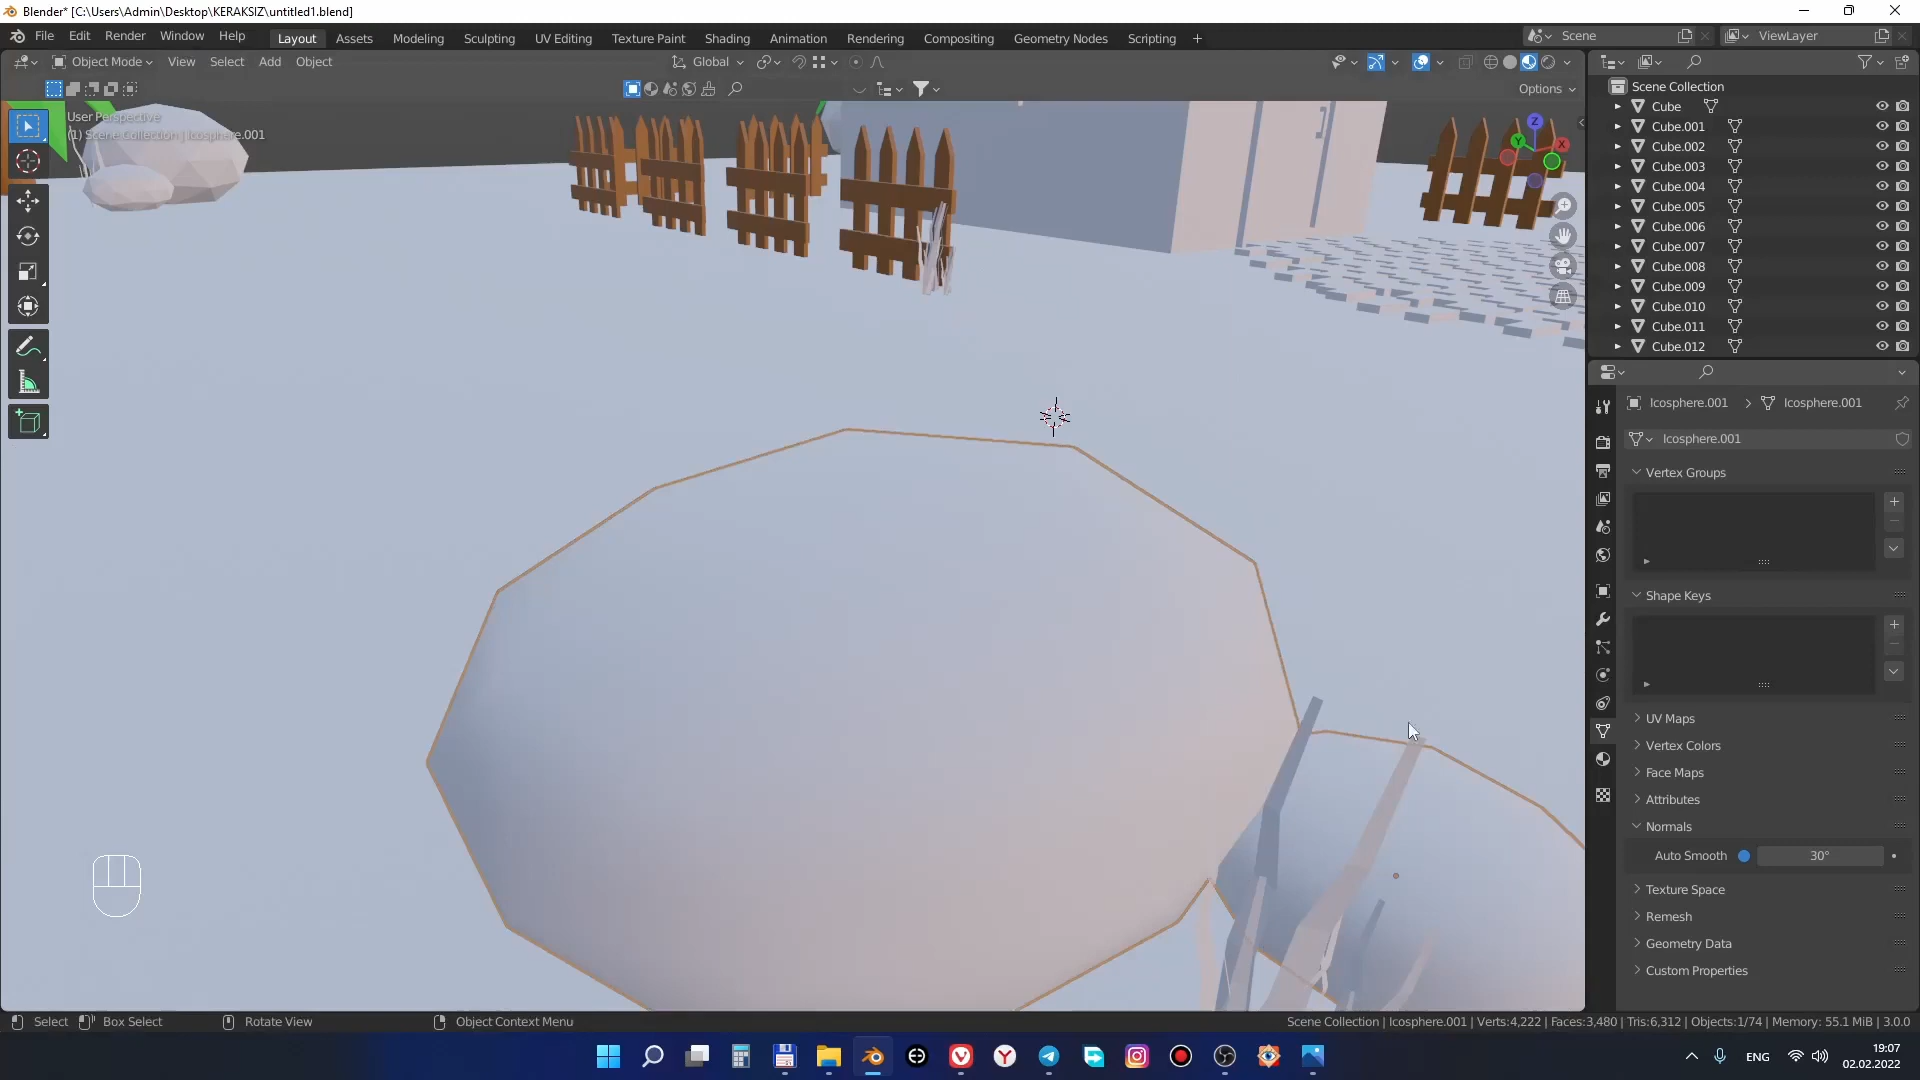 Blender* [C:\Users\Admin\Desktop\KERAKSIZ\untitled1.blend]
File Edit Render Window Help Layout Assets Modeling Sculpting UV Editing Texture Paint Shading Animation Rendering Compositing Geometry Nodes Scripting + Scene ViewLayer
Object Mode View Select Add Object Global
Options
User Perspective
(1) Scene Collection | Icosphere.001
Z
Y
X
Scene Collection
Cube
Cube.001
Cube.002
Cube.003
Cube.004
Cube.005
Cube.006
Cube.007
Cube.008
Cube.009
Cube.010
Cube.011
Cube.012
Icosphere.001 > Icosphere.001
Icosphere.001
Vertex Groups
Shape Keys
UV Maps
Vertex Colors
Face Maps
Attributes
Normals
Auto Smooth 30°
Texture Space
Remesh
Geometry Data
Custom Properties
Select Box Select Rotate View Object Context Menu Scene Collection | Icosphere.001 | Verts:4,222 | Faces:3,480 | Tris:6,312 | Objects:1/74 | Memory: 55.1 MiB | 3.0.0
ENG 19:07
02.02.2022